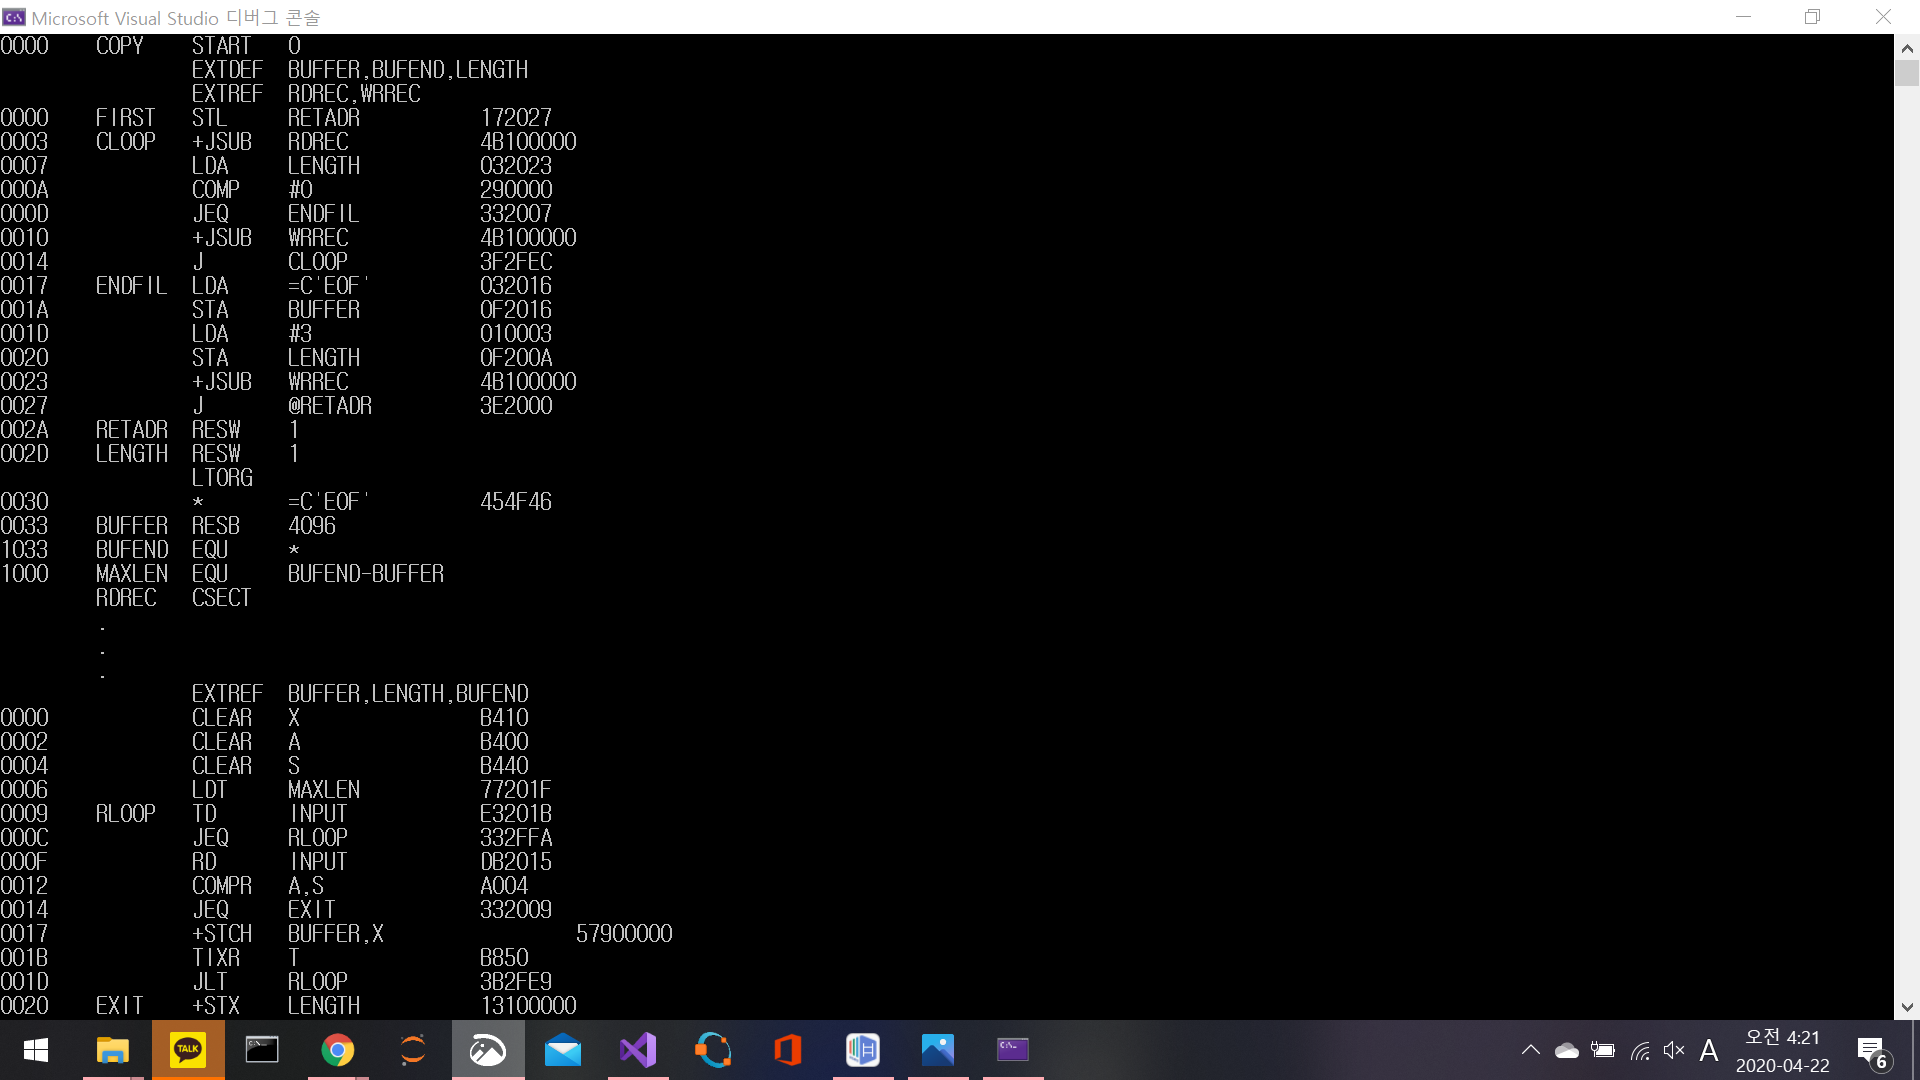 Microsoft Visual Studio 디버그 콘솔
0000 COPY START 0
EXTDEF BUFFER,BUFEND,LENGTH
EXTREF RDREC,WRREC
0000 FIRST STL RETADR 172027
0003 CLOOP +JSUB RDREC 4B100000
0007 LDA LENGTH 032023
000A COMP #0 290000
000D JEQ ENDFIL 332007
0010 +JSUB WRREC 4B100000
0014 J CLOOP 3F2FEC
0017 ENDFIL LDA =C'EOF' 032016
001A STA BUFFER 0F2016
001D LDA #3 010003
0020 STA LENGTH 0F200A
0023 +JSUB WRREC 4B100000
0027 J @RETADR 3E2000
002A RETADR RESW 1
002D LENGTH RESW 1
LTORG
0030 * =C'EOF' 454F46
0033 BUFFER RESB 4096
1033 BUFEND EQU *
1000 MAXLEN EQU BUFEND-BUFFER
RDREC CSECT
.
.
.
EXTREF BUFFER,LENGTH,BUFEND
0000 CLEAR X B410
0002 CLEAR A B400
0004 CLEAR S B440
0006 LDT MAXLEN 77201F
0009 RLOOP TD INPUT E3201B
000C JEQ RLOOP 332FFA
000F RD INPUT DB2015
0012 COMPR A,S A004
0014 JEQ EXIT 332009
0017 +STCH BUFFER,X 57900000
001B TIXR T B850
001D JLT RLOOP 3B2FE9
0020 EXIT +STX LENGTH 13100000
TALK
A
오전 4:21
2020-04-22
6